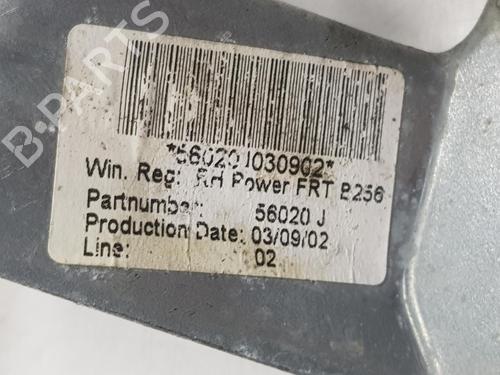 *56020J030902*
Win. Reg: RH Power FRT B256
Partnumber: 56020 J
Production Date: 03/09/02
Line: 02
B-PARTS